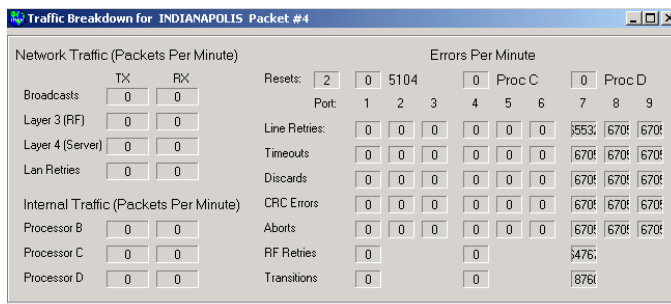 Traffic Breakdown for INDIANAPOLIS Packet #4
Network Traffic (Packets Per Minute)
TX RX
Broadcasts 0 0
Layer 3 (RF) 0 0
Layer 4 (Server) 0 0
Lan Retries 0 0
Internal Traffic (Packets Per Minute)
Processor B 0 0
Processor C 0 0
Processor D 0 0
Errors Per Minute
Resets: 2 0 5104 0 Proc C 0 Proc D
Port: 1 2 3 4 5 6 7 8 9
Line Retries: 0 0 0 0 0 0
Timeouts 0 0 0 0 0 0
Discards 0 0 0 0 0 0
CRC Errors 0 0 0 0 0 0
Aborts 0 0 0 0 0 0
RF Retries 0 0
Transitions 0 0